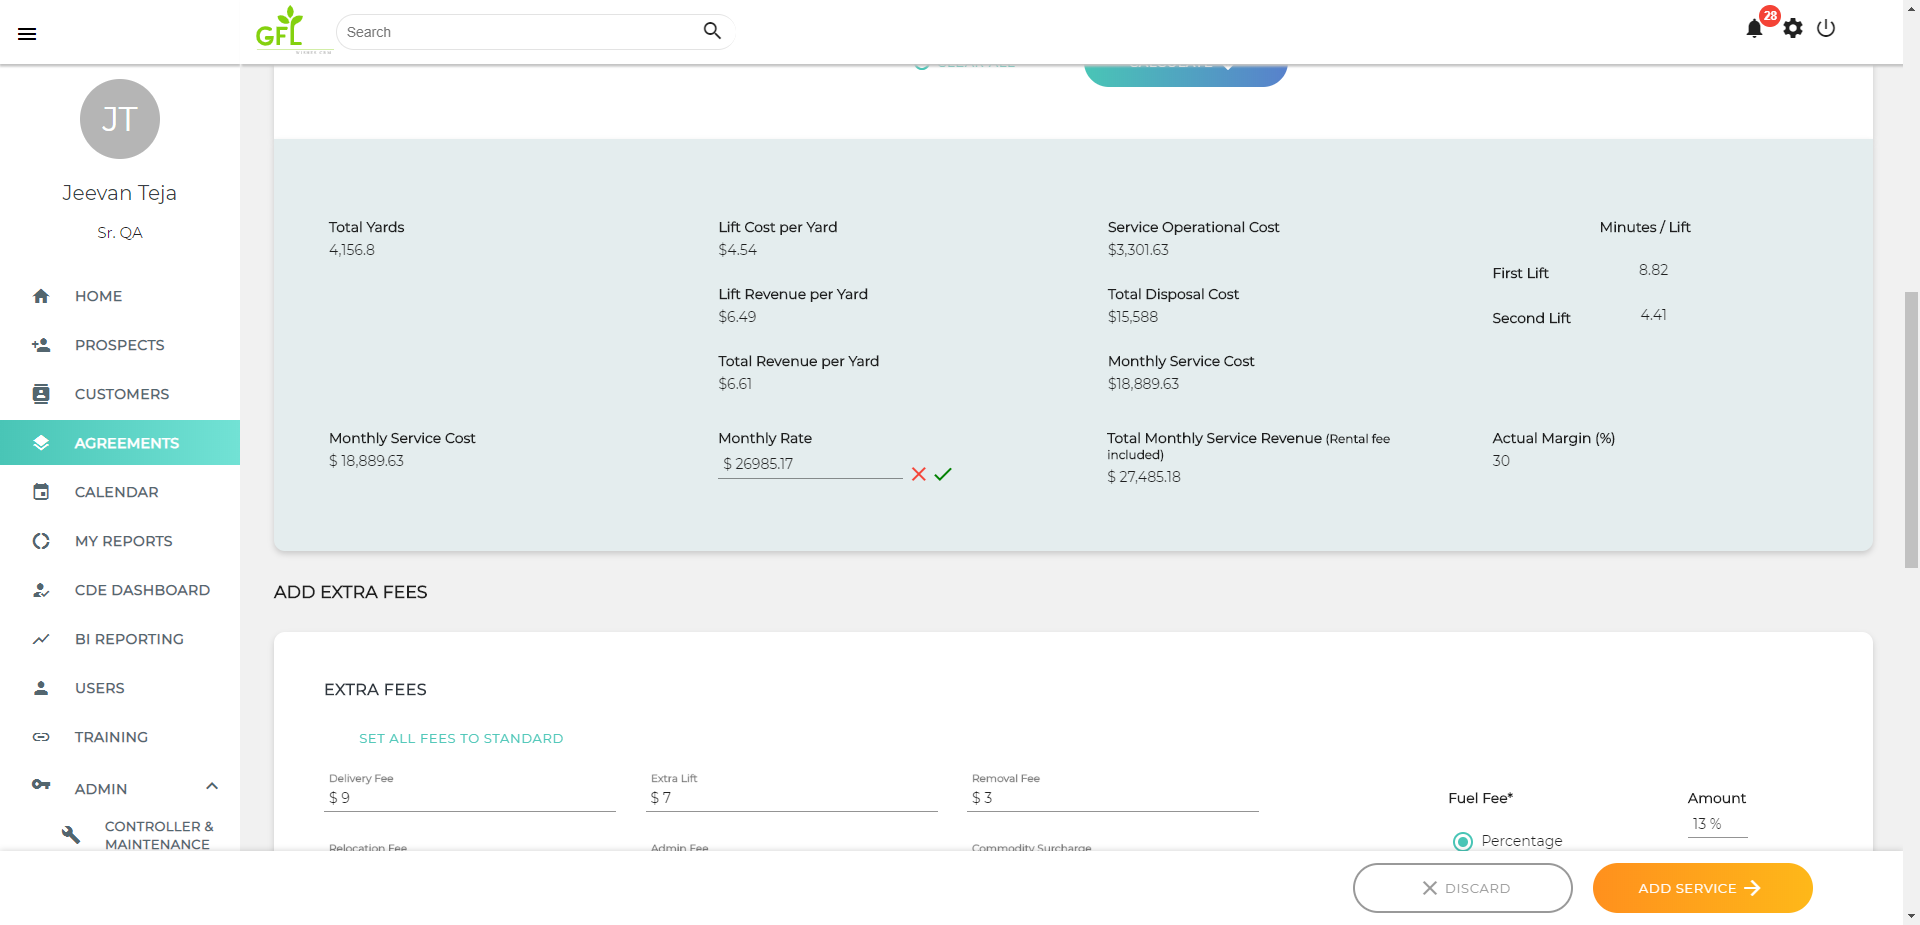 GFL
Search
28
JT
Jeevan Teja
Sr. QA
HOME
PROSPECTS
CUSTOMERS
AGREEMENTS
CALENDAR
MY REPORTS
CDE DASHBOARD
BI REPORTING
USERS
TRAINING
ADMIN
CONTROLLER &
MAINTENANCE
Total Yards
4,156.8
Lift Cost per Yard
$4.54
Lift Revenue per Yard
$6.49
Total Revenue per Yard
$6.61
Service Operational Cost
$3,301.63
Total Disposal Cost
$15,588
Monthly Service Cost
$18,889.63
Minutes / Lift
First Lift 8.82
Second Lift 4.41
Monthly Service Cost
$ 18,889.63
Monthly Rate
$ 26985.17
Total Monthly Service Revenue (Rental fee
included)
$ 27,485.18
Actual Margin (%)
30
ADD EXTRA FEES
EXTRA FEES
SET ALL FEES TO STANDARD
Delivery Fee
$ 9
Extra Lift
$ 7
Removal Fee
$ 3
Fuel Fee*
Percentage
Amount
13 %
Relocation Fee
Admin Fee
Commodity Surcharge
DISCARD
ADD SERVICE